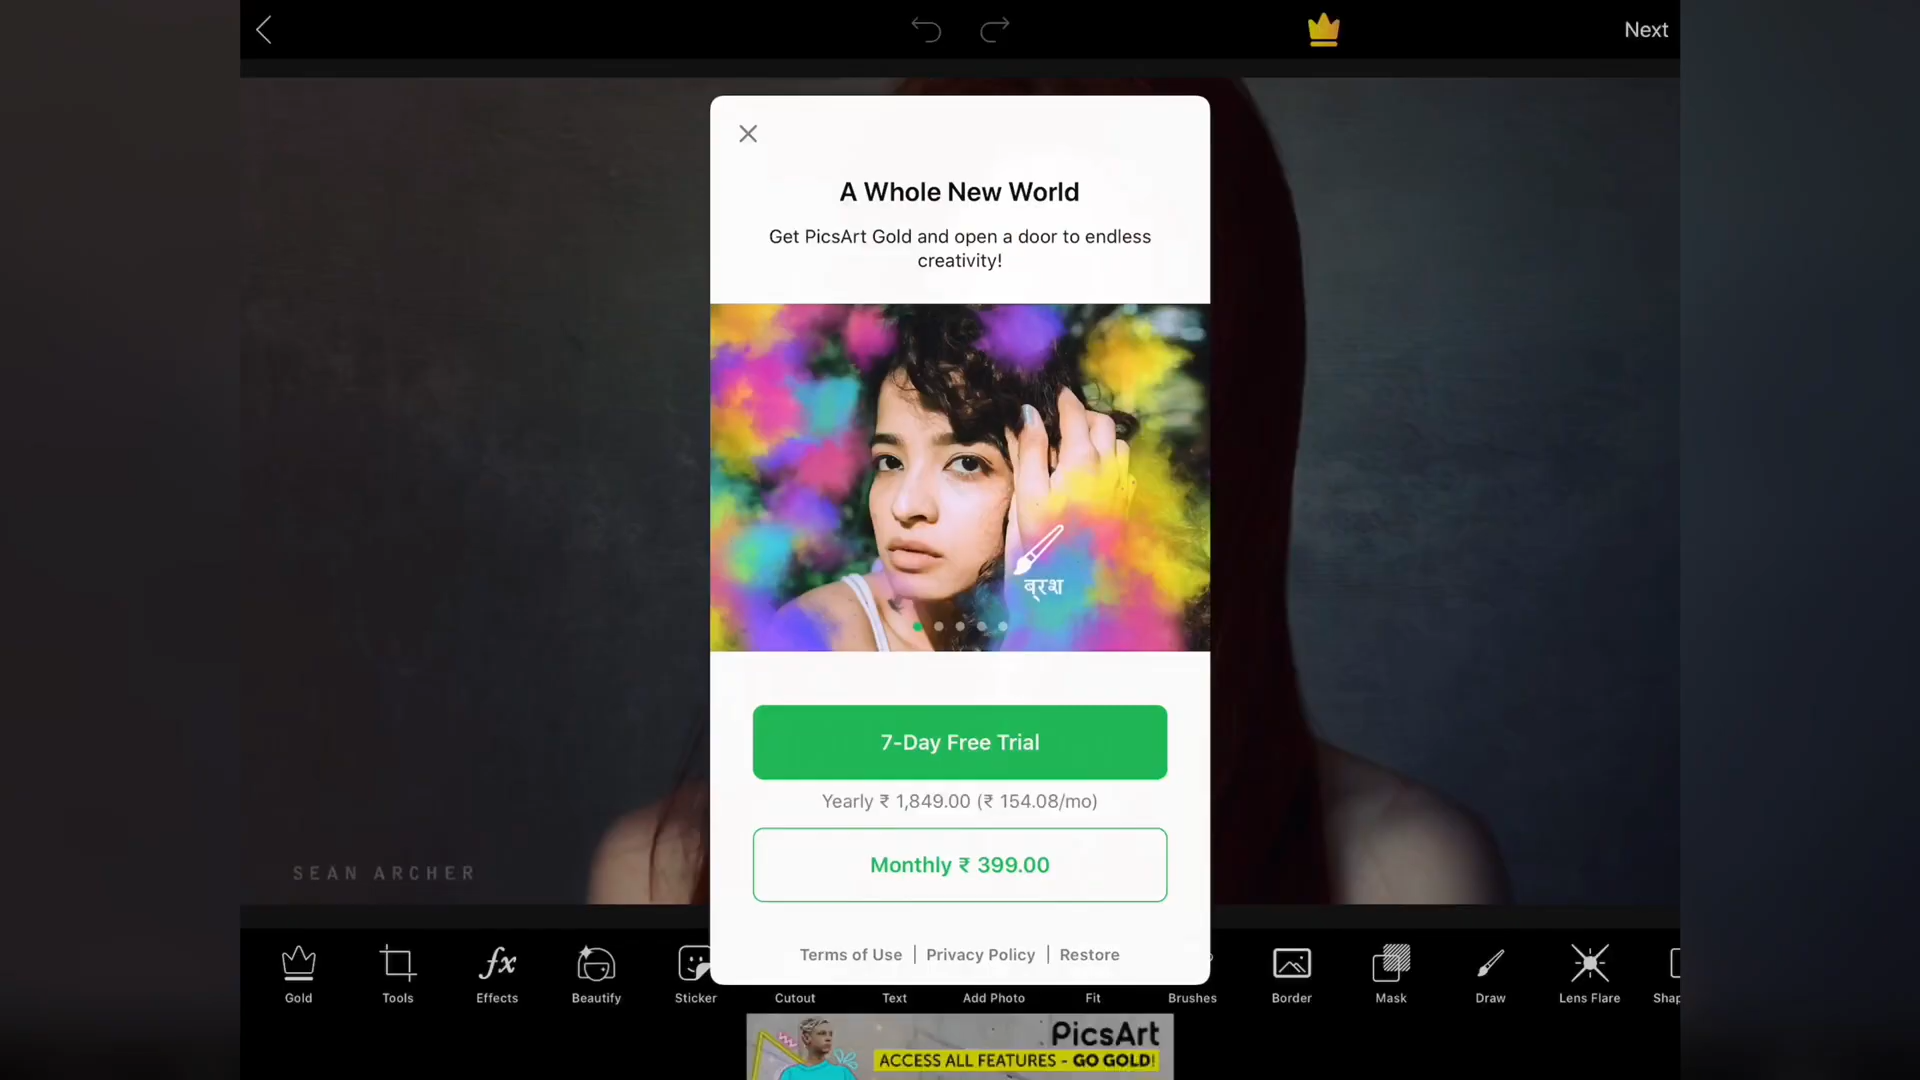 Next
A Whole New World
Get PicsArt Gold and open a door to endless
creativity!
ब्रश
7-Day Free Trial
Yearly ₹ 1,849.00 (₹ 154.08/mo)
Monthly ₹ 399.00
SEAN ARCHER
Terms of Use | Privacy Policy | Restore
Gold Tools Effects Beautify Sticker Cutout Text Add Photo Fit Brushes Border Mask Draw Lens Flare Shap
PicsArt
ACCESS ALL FEATURES - GO GOLD!